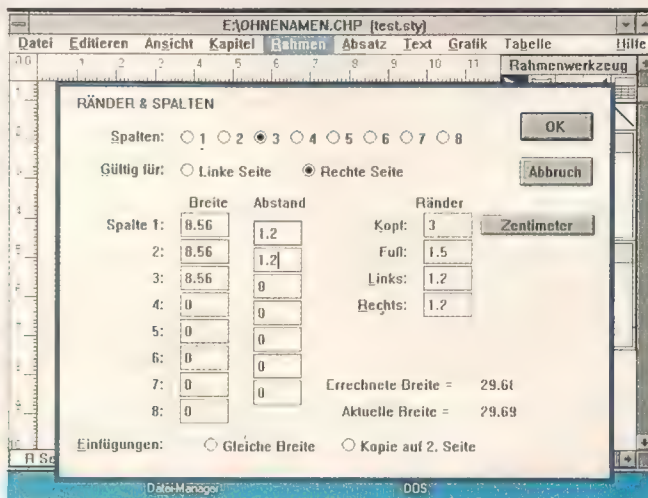 E:\OHNENAMEN.CHP (test.sty)
Datei Editieren Ansicht Kapitel Rahmen Absatz Text Grafik Tabelle Hilfe
Rahmenwerkzeug
RÄNDER & SPALTEN
Spalten: 1 2 3 4 5 6 7 8
OK
Gültig für: Linke Seite Rechte Seite
Abbruch
Breite Abstand Ränder
Spalte 1: 8.56 1.2 Kopf: 3 Zentimeter
2: 8.56 1.2 Fuß: 1.5
3: 8.56 0 Links: 1.2
4: 0 0 Rechts: 1.2
5: 0 0
6: 0 0
7: 0 0 Errechnete Breite = 29.68
8: 0 Aktuelle Breite = 29.69
Einfügungen: Gleiche Breite Kopie auf 2. Seite
Datei-Manager DOS